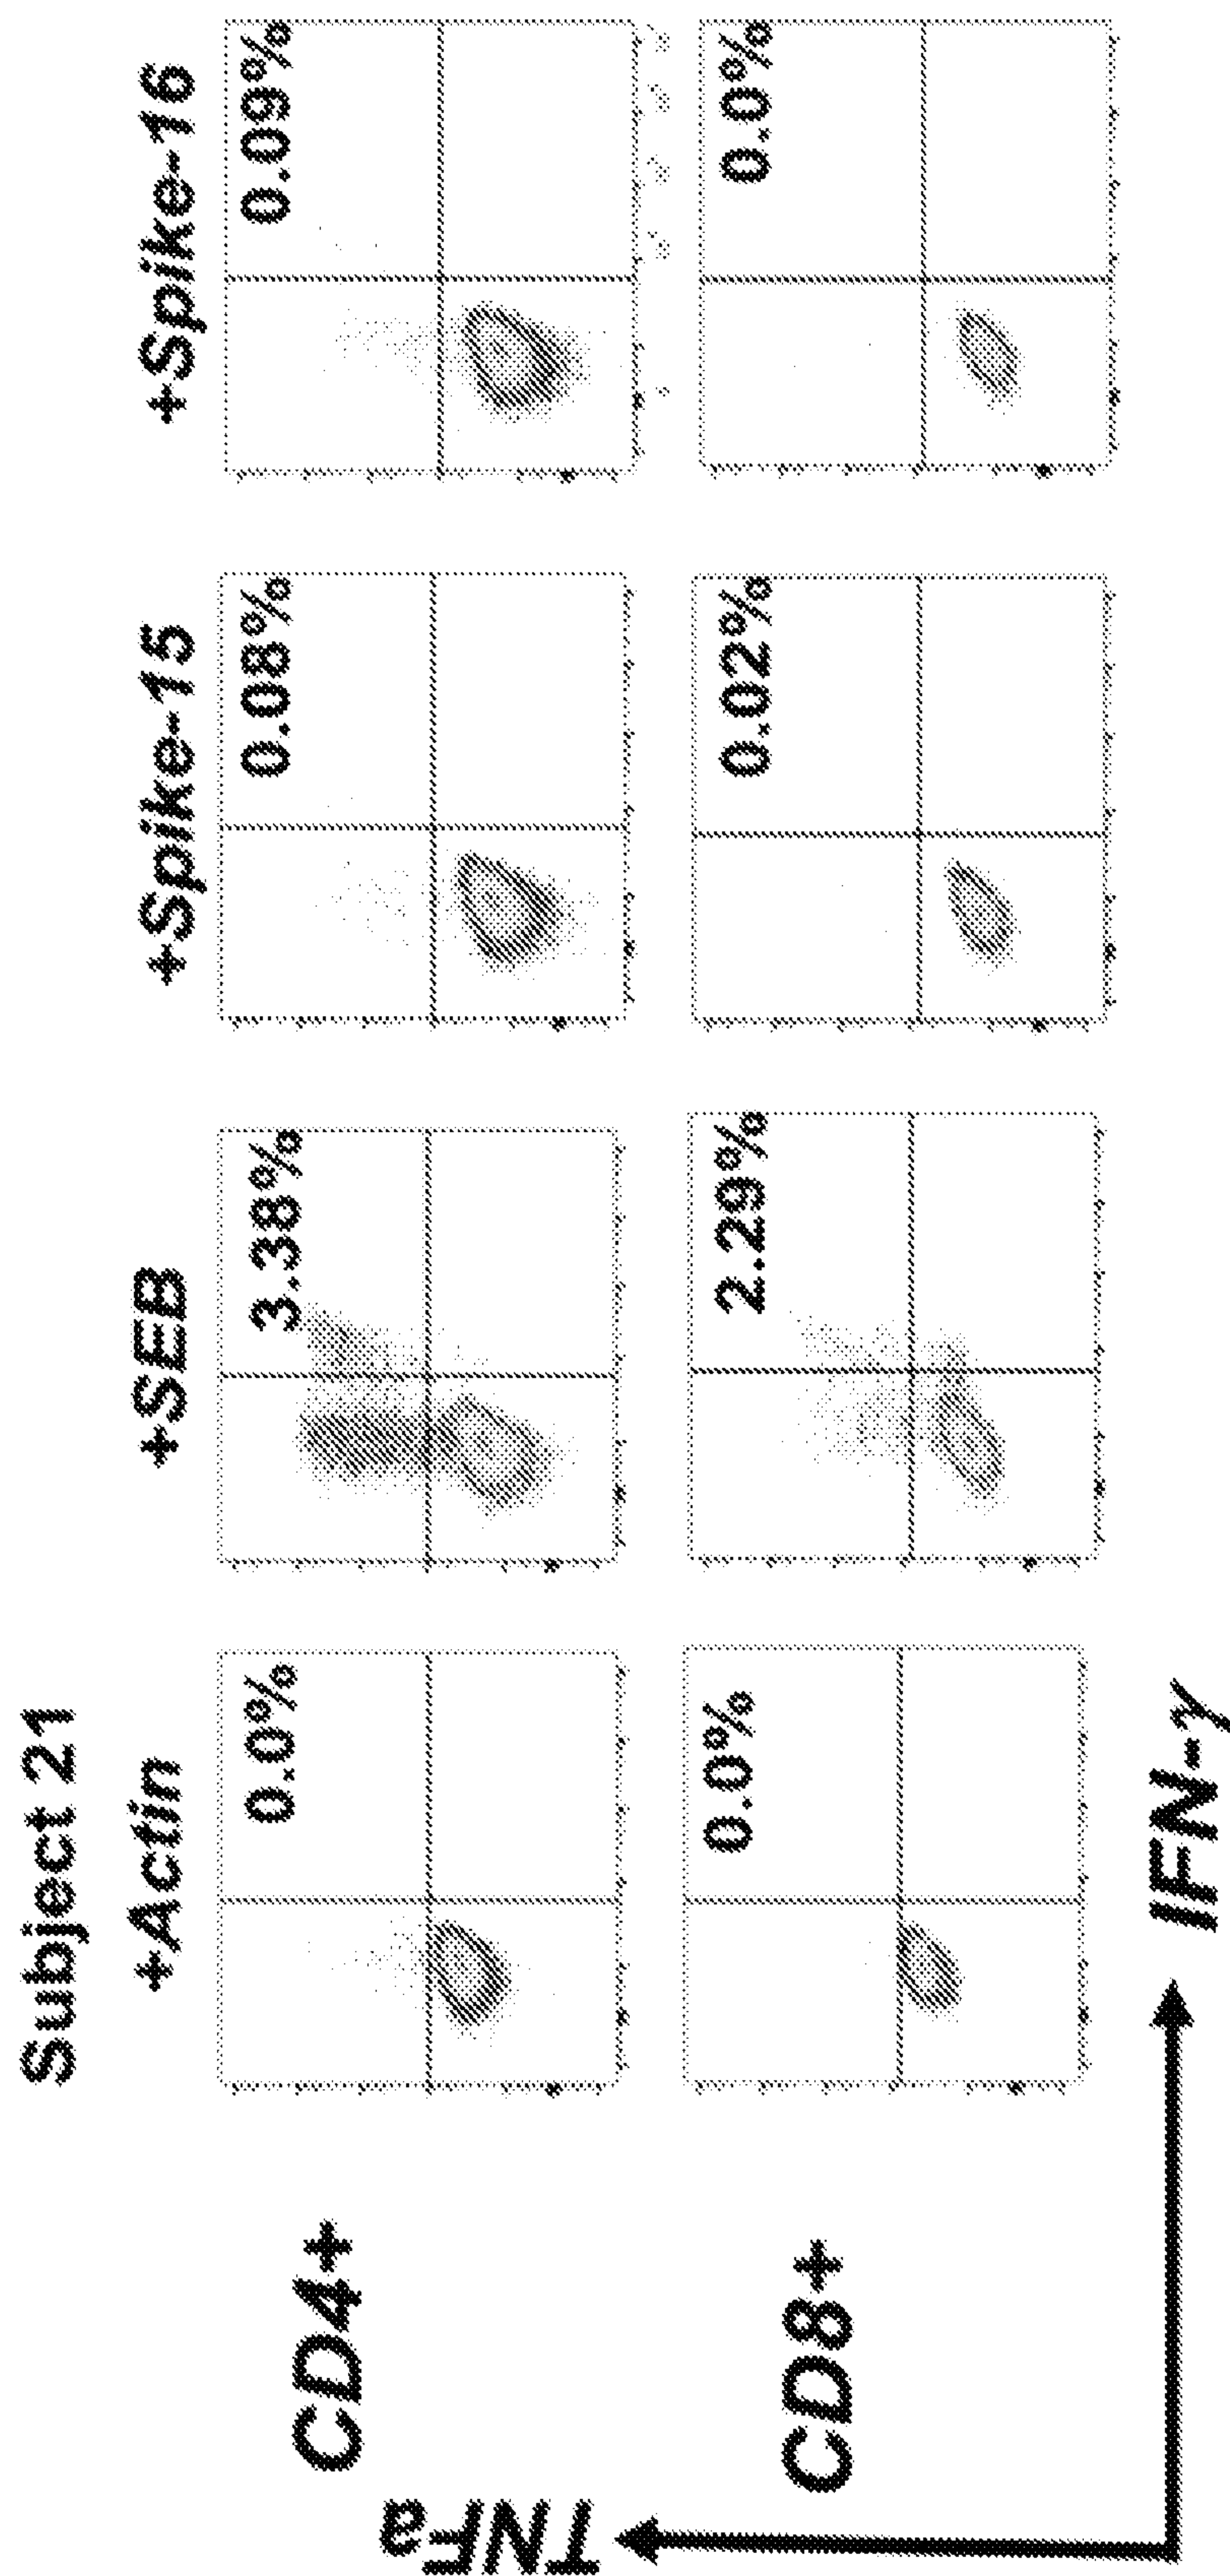 Subject 21
+Actin +SEB +Spike-15 +Spike-16
CD4+ 0.0% 3.38% 0.08% 0.09%
CD8+ 0.0% 2.29% 0.02% 0.0%
TNFa
IFN-γ